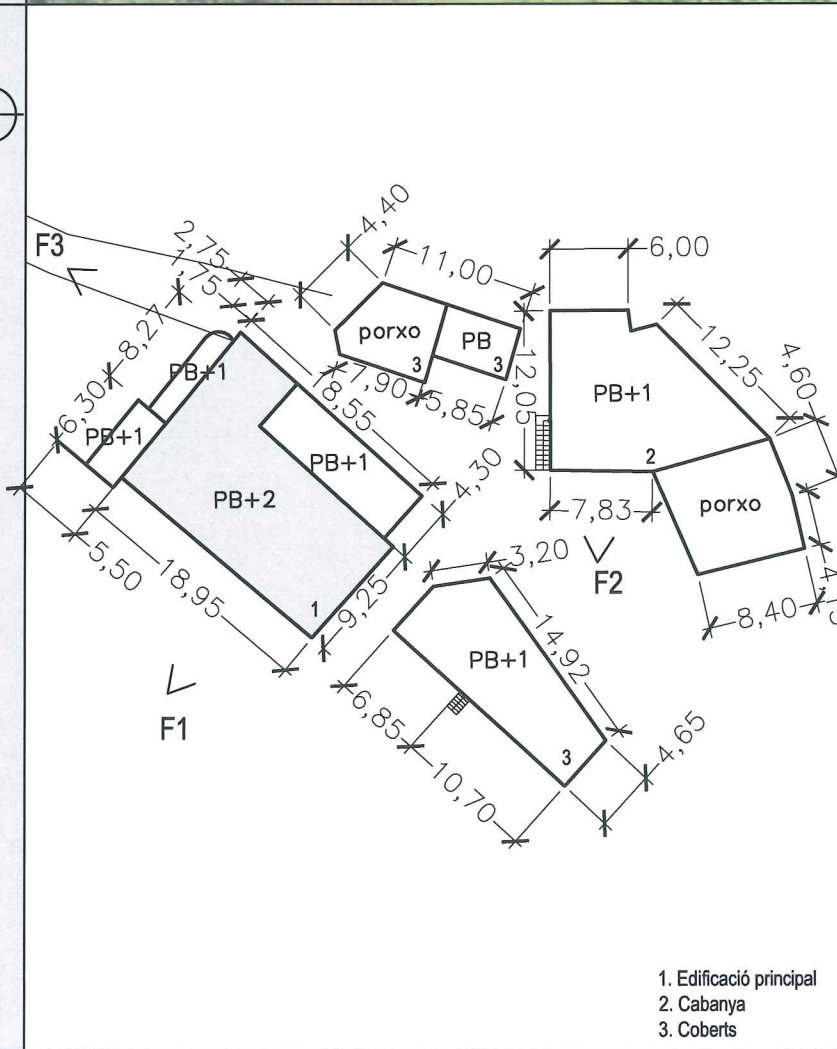 F3
2,75
1,75
8,27
6,30
PB+1
PB+1
5,50
18,95
PB+2
18,55
PB+1
4,30
9,25
1
F1
4,40
11,00
porxo
3
PB
3
7,90
5,85
6,00
12,05
12,25
PB+1
2
4,60
7,83
porxo
8,40
F2
3,20
14,92
PB+1
3
6,85
10,70
4,65
1. Edificació principal
2. Cabanya
3. Coberts